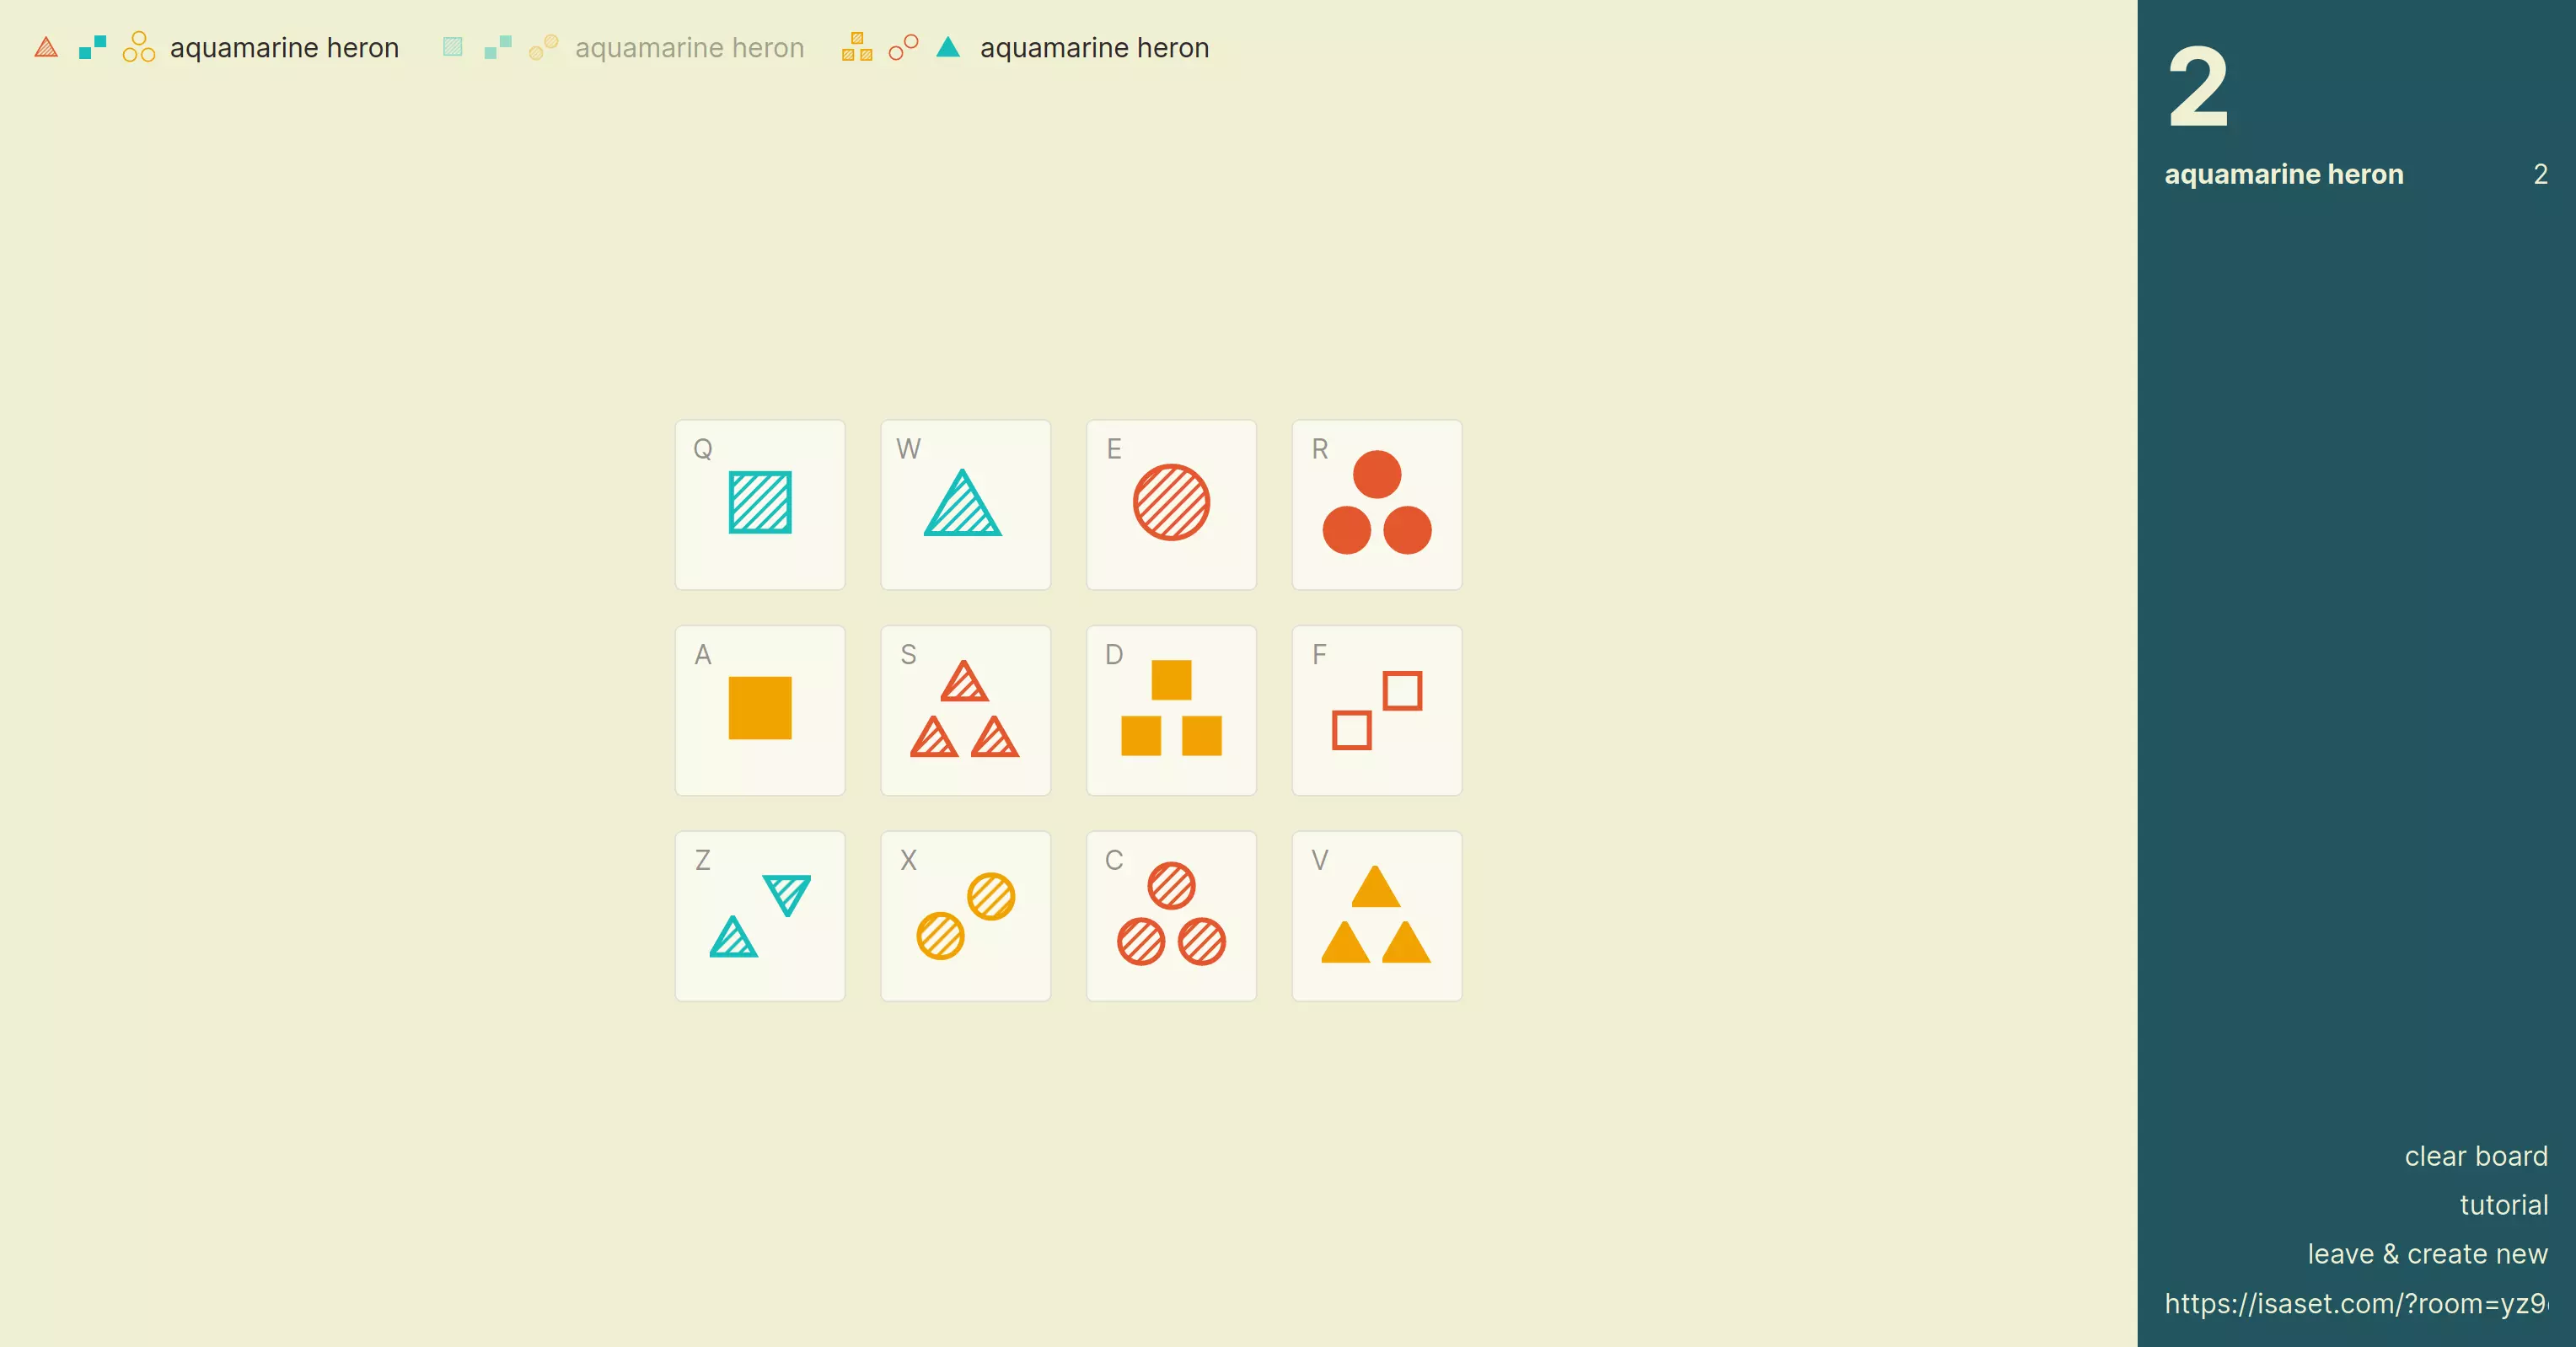 aquamarine heron aquamarine heron aquamarine heron
2
aquamarine heron 2
Q W E R
A S D F
Z X C V
clear board
tutorial
leave & create new
https://isaset.com/?room=yz9